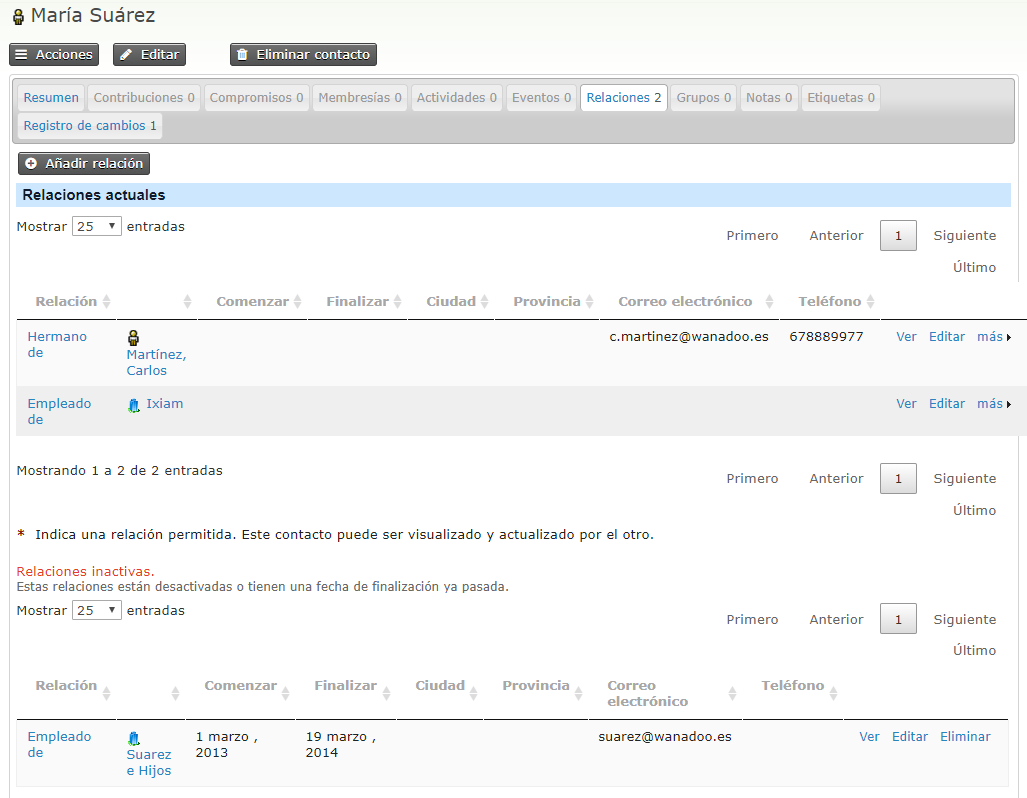 María Suárez
Acciones Editar Eliminar contacto
Resumen Contribuciones 0 Compromisos 0 Membresías 0 Actividades 0 Eventos 0 Relaciones 2 Grupos 0 Notas 0 Etiquetas 0
Registro de cambios 1
Añadir relación
Relaciones actuales
Mostrar 25 entradas
Primero Anterior 1 Siguiente
Último
Relación Comenzar Finalizar Ciudad Provincia Correo electrónico Teléfono
Hermano de Martínez, Carlos c.martinez@wanadoo.es 678889977 Ver Editar más
Empleado de Ixiam Ver Editar más
Mostrando 1 a 2 de 2 entradas
Primero Anterior 1 Siguiente
Último
* Indica una relación permitida. Este contacto puede ser visualizado y actualizado por el otro.
Relaciones inactivas.
Estas relaciones están desactivadas o tienen una fecha de finalización ya pasada.
Mostrar 25 entradas
Primero Anterior 1 Siguiente
Último
Relación Comenzar Finalizar Ciudad Provincia Correo electrónico Teléfono
Empleado de Suarez e Hijos 1 marzo , 2013 19 marzo , 2014 suarez@wanadoo.es Ver Editar Eliminar